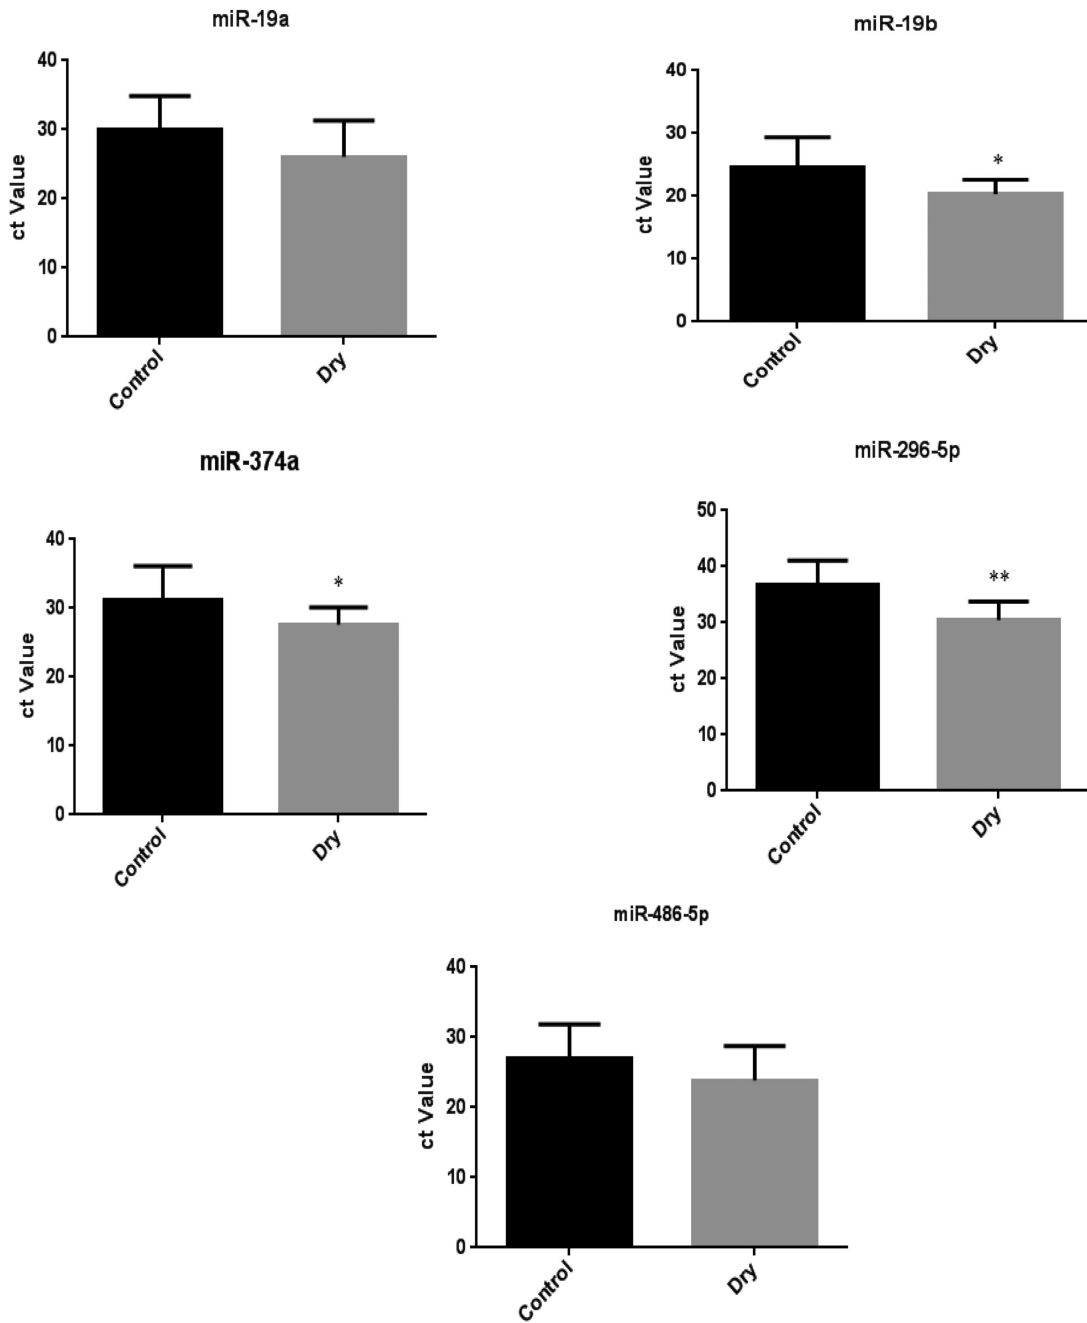 miR-19a
40
30
20
10
0
ct Value
Control
Dry
miR-19b
40
30
20
10
0
ct Value
*
Control
Dry
miR-374a
40
30
20
10
0
ct Value
*
Control
Dry
miR-296-5p
50
40
30
20
10
0
ct Value
**
Control
Dry
miR-486-5p
40
30
20
10
0
ct Value
Control
Dry